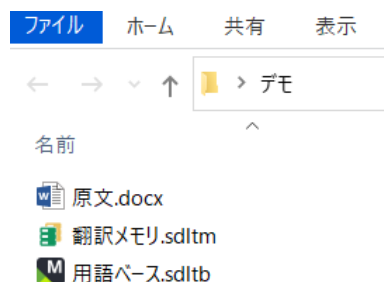 ファイル ホーム 共有 表示
デモ
名前
原文.docx
翻訳メモリ.sdltm
用語ベース.sdltb